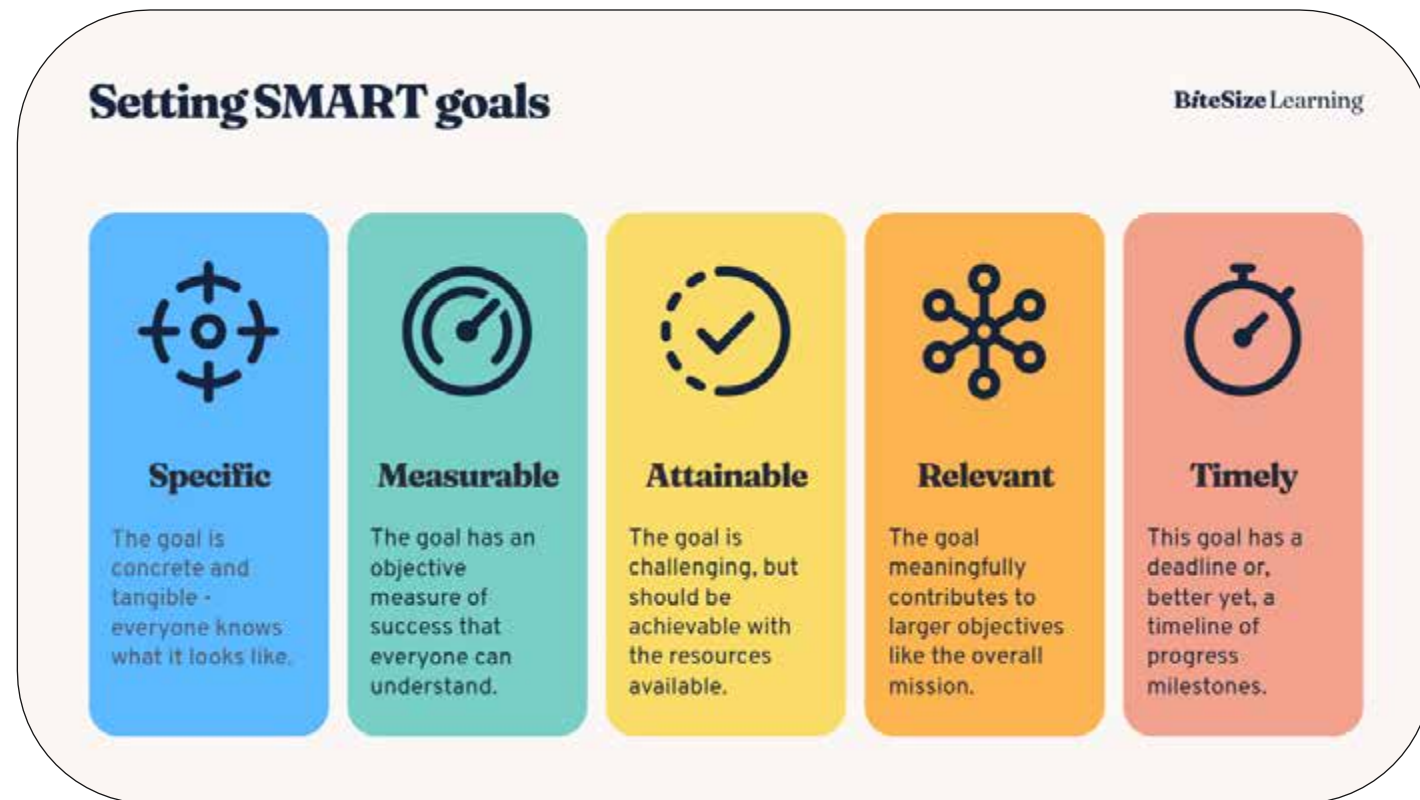 Setting SMART goals
BiteSize Learning
Specific
The goal is
concrete and
tangible -
everyone knows
what it looks like.
Measurable
The goal has an
objective
measure of
success that
everyone can
understand.
Attainable
The goal is
challenging, but
should be
achievable with
the resources
available.
Relevant
The goal
meaningfully
contributes to
larger objectives
like the overall
mission.
Timely
This goal has a
deadline or,
better yet, a
timeline of
progress
milestones.